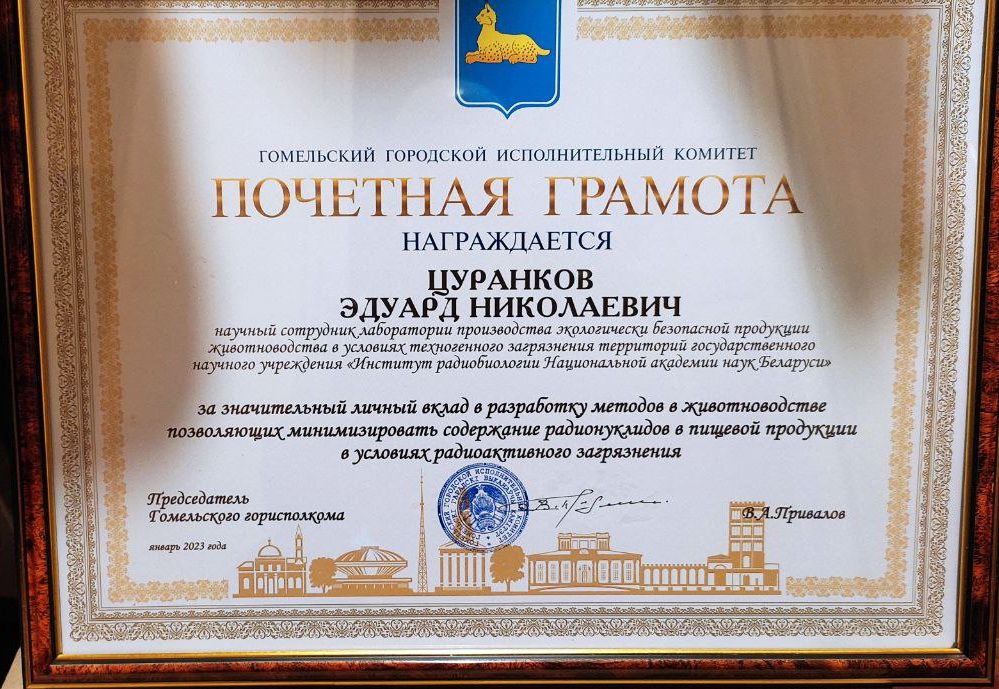 ГОМЕЛЬСКИЙ ГОРОДСКОЙ ИСПОЛНИТЕЛЬНЫЙ КОМИТЕТ
ПОЧЕТНАЯ ГРАМОТА
НАГРАЖДАЕТСЯ
ЦУРАНКОВ
ЭДУАРД НИКОЛАЕВИЧ
научный сотрудник лаборатории производства экологически безопасной продукции
животноводства в условиях техногенного загрязнения территорий государственного
научного учреждения «Институт радиобиологии Национальной академии наук Беларуси»
за значительный личный вклад в разработку методов в животноводстве
позволяющих минимизировать содержание радионуклидов в пищевой продукции
в условиях радиоактивного загрязнения
Председатель
Гомельского горисполкома
В.А.Привалов
январь 2023 года